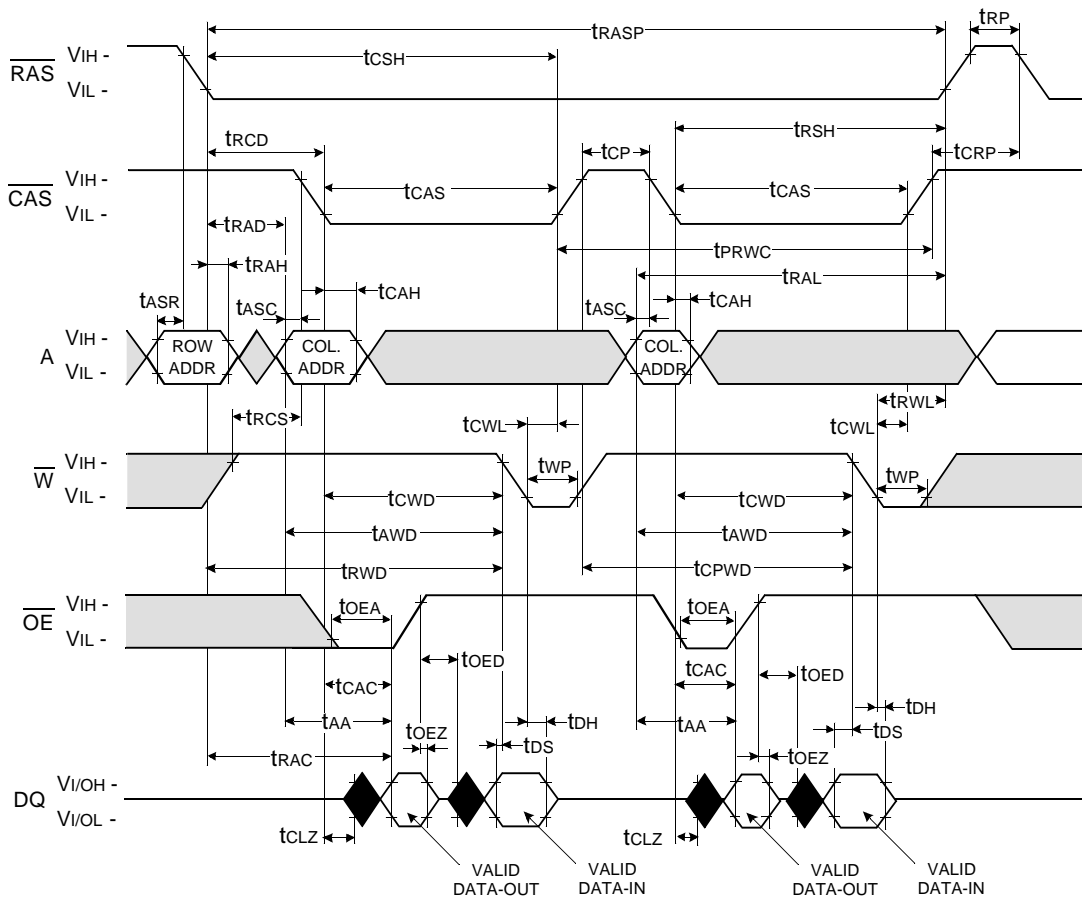 tRASP
tRP
tCSH
RAS
VIH -
VIL -
tRCD
tRSH
tCP
tCRP
CAS
VIH -
VIL -
tCAS
tCAS
tRAD
tPRWC
tRAH
tRAL
tASR
tASC
tCAH
tASC
tCAH
A
VIH -
VIL -
ROW
ADDR
COL.
ADDR
COL.
ADDR
tRCS
tCWL
tRWL
tCWL
W
VIH -
VIL -
tWP
tWP
tCWD
tCWD
tAWD
tAWD
tRWD
tCPWD
OE
VIH -
VIL -
tOEA
tOEA
tOED
tOED
tCAC
tCAC
tAA
tAA
tOEZ
tDH
tDS
tDH
tDS
tOEZ
tRAC
DQ
VI/OH -
VI/OL -
tCLZ
tCLZ
VALID
DATA-OUT
VALID
DATA-IN
VALID
DATA-OUT
VALID
DATA-IN